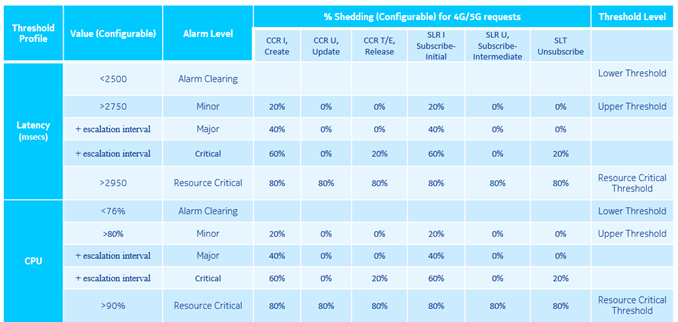 Threshold Profile | Value (Configurable) | Alarm Level | % Shedding (Configurable) for 4G/5G requests | Threshold Level
CCR I, Create | CCR U, Update | CCR T/E, Release | SLR I Subscribe-Initial | SLR U, Subscribe-Intermediate | SLT Unsubscribe
Latency (msecs) | <2500 | Alarm Clearing | Lower Threshold
>2750 | Minor | 20% | 0% | 0% | 20% | 0% | 0% | Upper Threshold
+ escalation interval | Major | 40% | 0% | 0% | 40% | 0% | 0%
+ escalation interval | Critical | 60% | 0% | 20% | 60% | 0% | 20%
>2950 | Resource Critical | 80% | 80% | 80% | 80% | 80% | 80% | Resource Critical Threshold
CPU | <76% | Alarm Clearing | Lower Threshold
>80% | Minor | 20% | 0% | 0% | 20% | 0% | 0% | Upper Threshold
+ escalation interval | Major | 40% | 0% | 0% | 40% | 0% | 0%
+ escalation interval | Critical | 60% | 0% | 20% | 60% | 0% | 20%
>90% | Resource Critical | 80% | 80% | 80% | 80% | 80% | 80% | Resource Critical Threshold